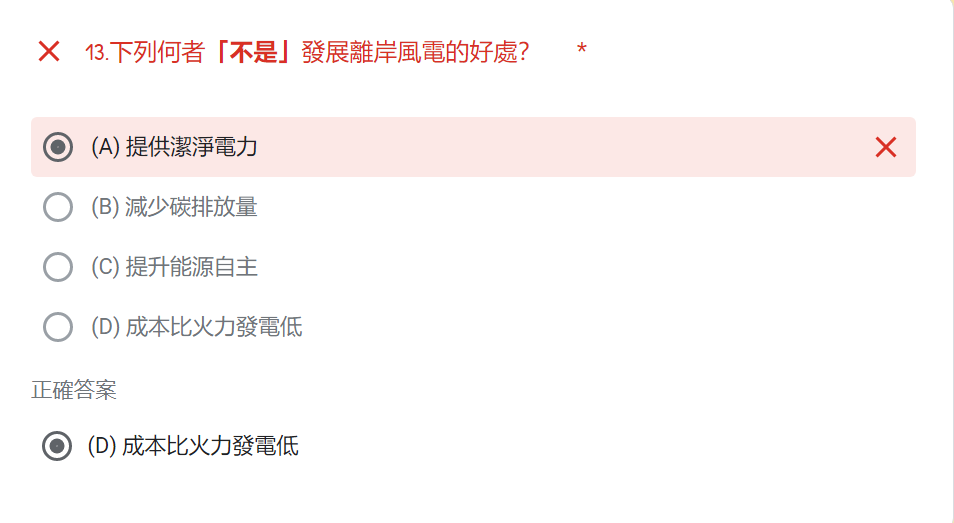 13.下列何者「不是」發展離岸風電的好處? *
(A) 提供潔淨電力
(B) 減少碳排放量
(C) 提升能源自主
(D) 成本比火力發電低
正確答案
(D) 成本比火力發電低